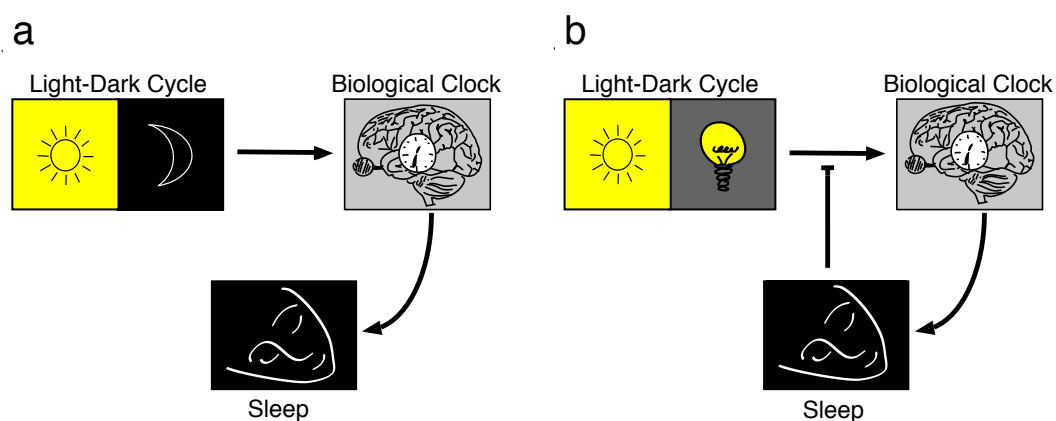 a
Light-Dark Cycle
Biological Clock
Sleep
b
Light-Dark Cycle
Biological Clock
Sleep